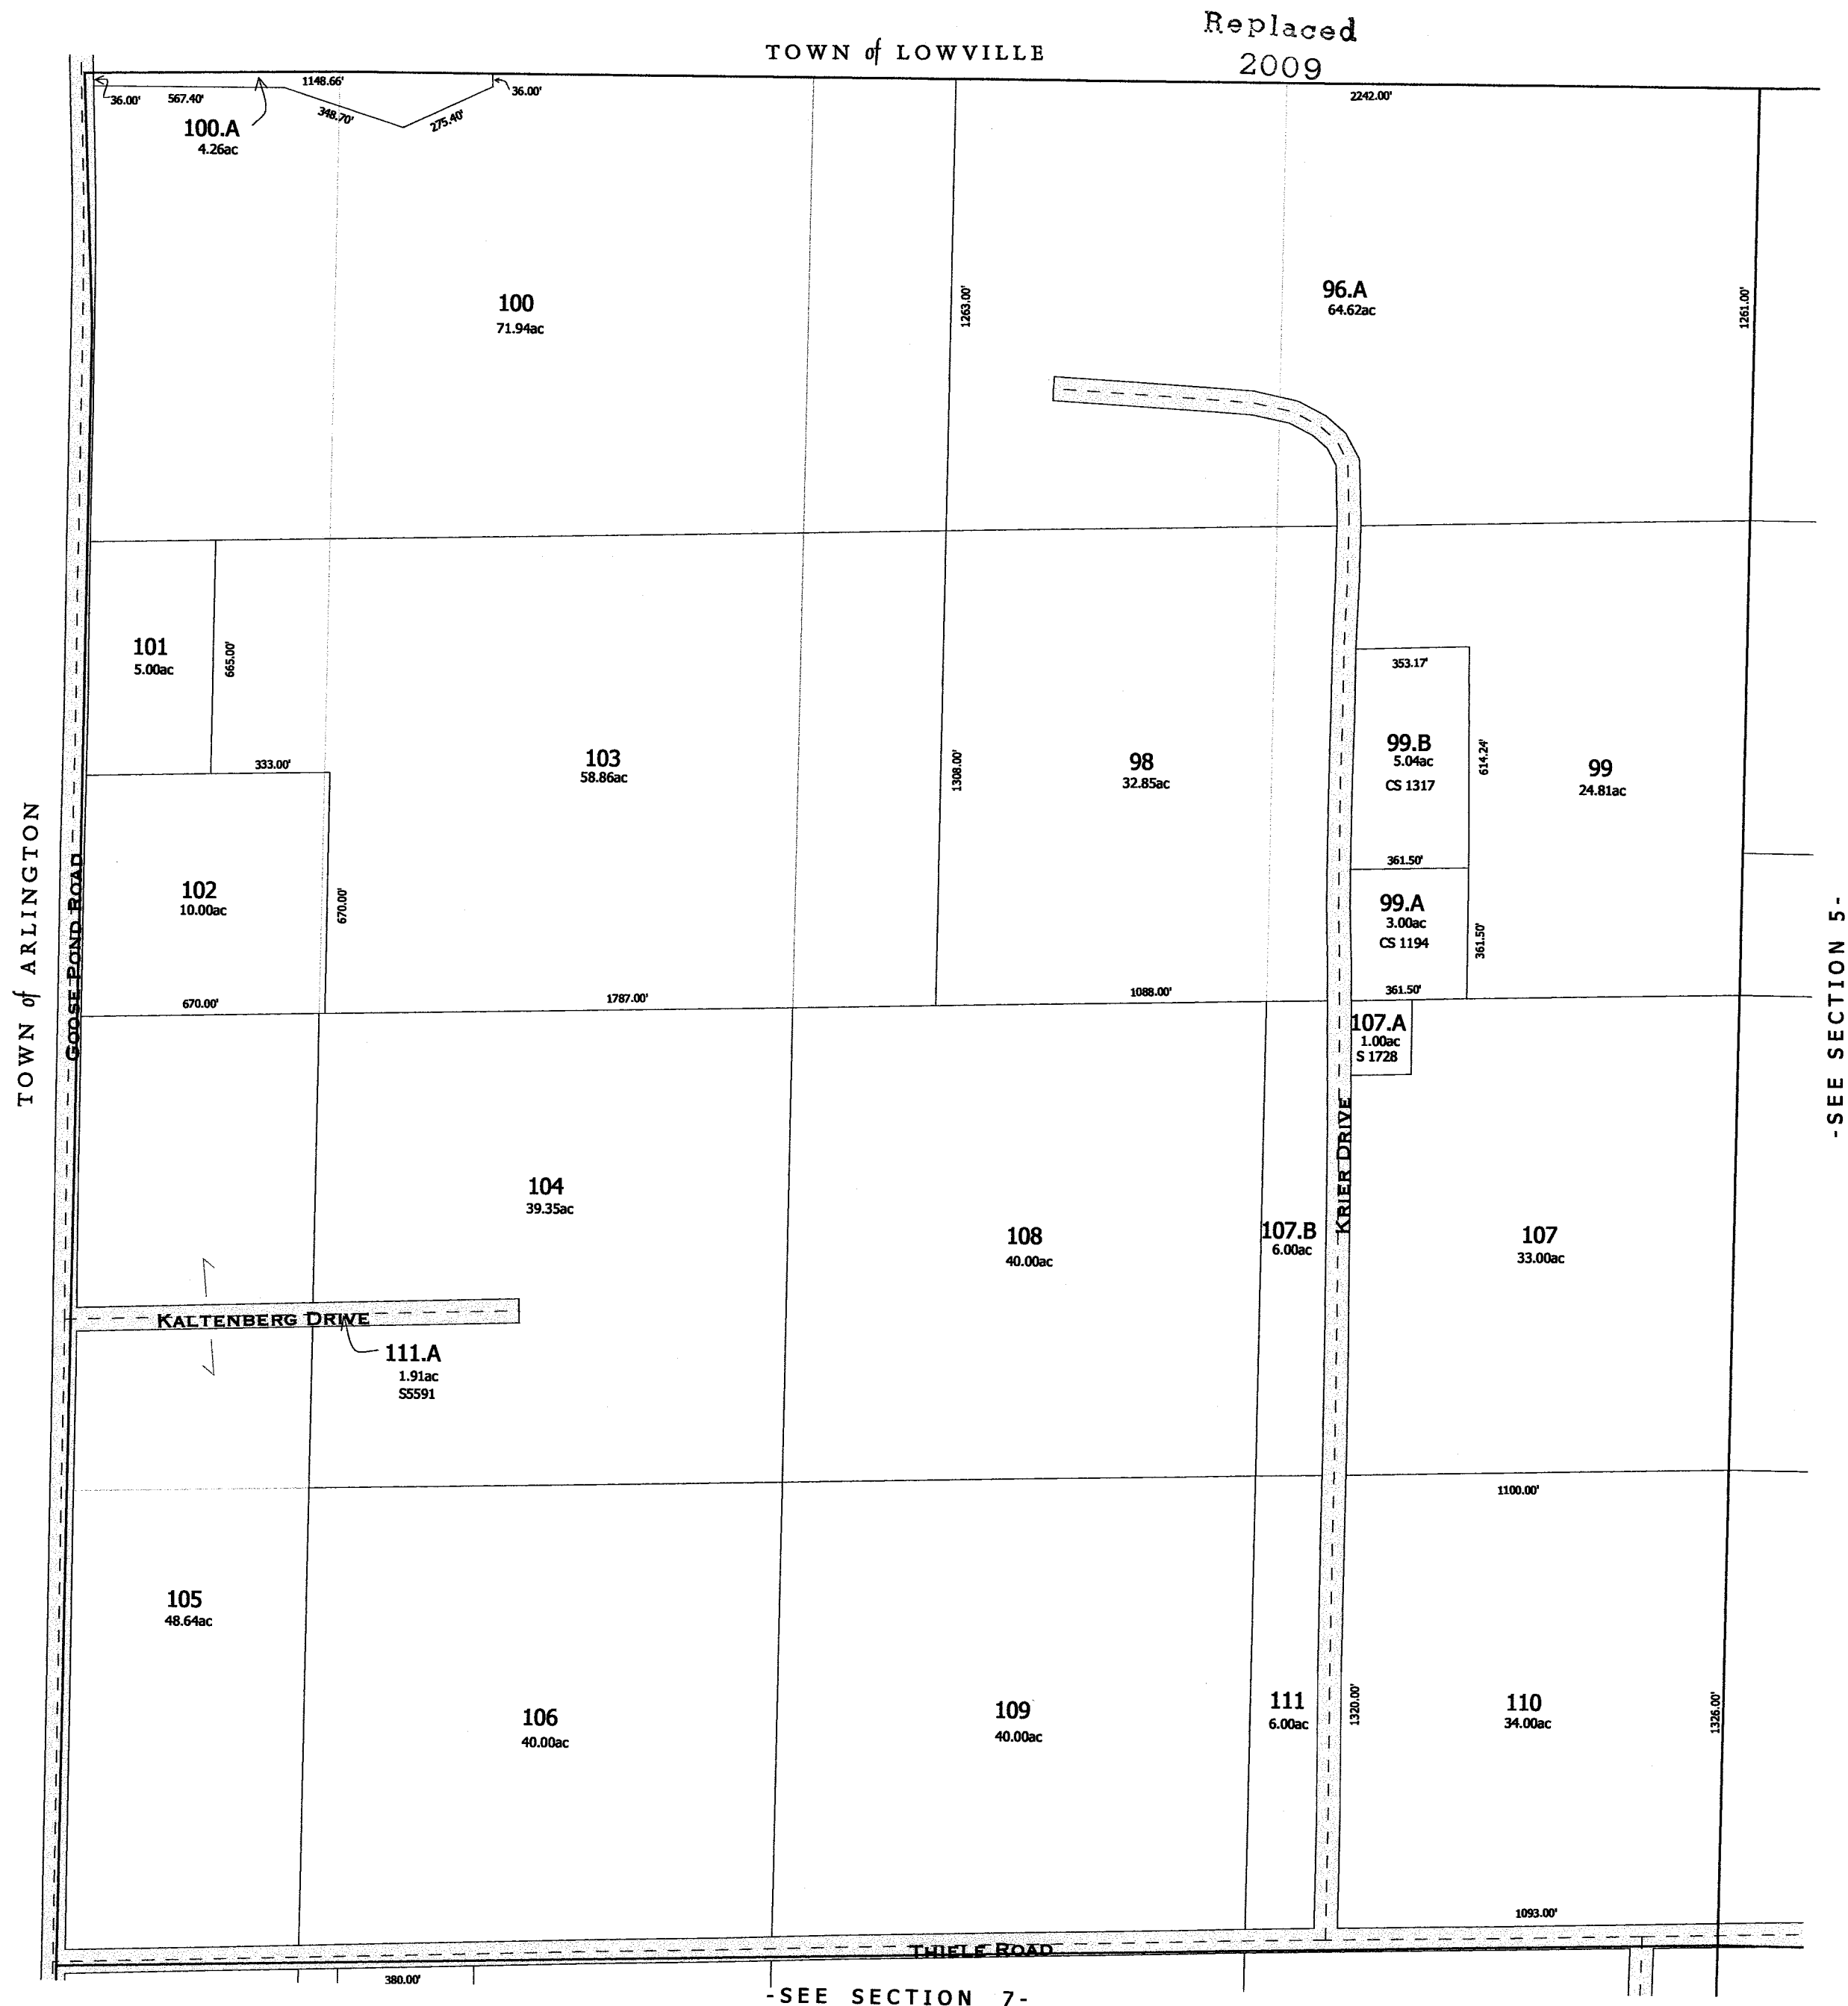 Replaced
2009
TOWN of LOWVILLE
1148.66'
36.00'
567.40'
348.70'
275.40'
36.00'
2242.00'
100.A
4.26ac
100
71.94ac
1263.00'
96.A
64.62ac
1261.00'
101
5.00ac
665.00'
333.00'
103
58.86ac
1308.00'
98
32.85ac
353.17'
99.B
5.04ac
CS 1317
614.24'
99
24.81ac
361.50'
99.A
3.00ac
CS 1194
361.50'
361.50'
102
10.00ac
670.00'
670.00'
1787.00'
1088.00'
TOWN of ARLINGTON
GOOSE POND ROAD
-SEE SECTION 5-
107.A
1.00ac
S 1728
KRIER DRIVE
104
39.35ac
108
40.00ac
107.B
6.00ac
107
33.00ac
KALTENBERG DRIVE
111.A
1.91ac
S5591
1100.00'
105
48.64ac
106
40.00ac
109
40.00ac
111
6.00ac
1320.00'
110
34.00ac
1326.00'
1093.00'
THIELE ROAD
380.00'
-SEE SECTION 7-